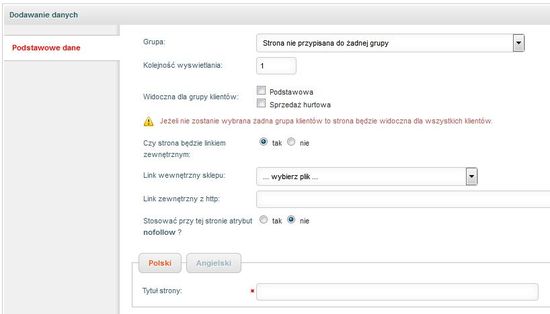 Dodawanie danych
Podstawowe dane
Grupa:
Strona nie przypisana do żadnej grupy
Kolejność wyswietlania:
1
Widoczna dla grupy klientów:
Podstawowa
Sprzedaż hurtowa
Jeżeli nie zostanie wybrana żadna grupa klientów to strona będzie widoczna dla wszystkich klientów.
Czy strona będzie linkiem
zewnętrznym:
tak nie
Link wewnętrzny sklepu:
... wybierz plik ...
Link zewnętrzny z http:
Stosować przy tej stronie atrybut
nofollow ?
tak nie
Polski
Angielski
Tytuł strony: